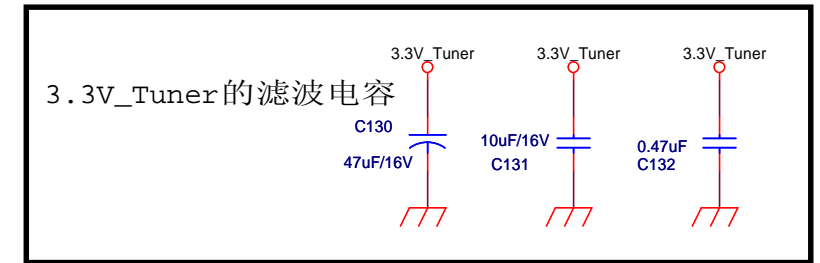 3.3V_Tuner 3.3V_Tuner 3.3V_Tuner
3.3V_Tuner的滤波电容
C130
47uF/16V
10uF/16V
C131
0.47uF
C132